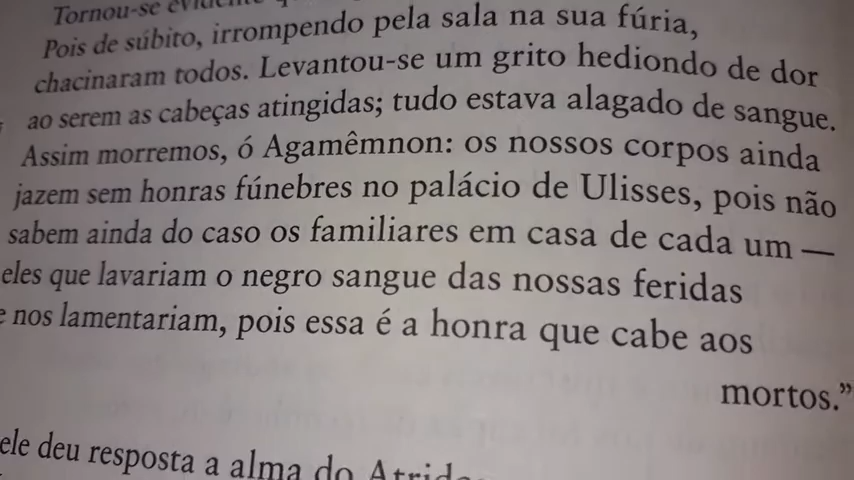 Tornou-se evidente q
Pois de súbito, irrompendo pela sala na sua fúria,
chacinaram todos. Levantou-se um grito hediondo de dor
ao serem as cabeças atingidas; tudo estava alagado de sangue.
Assim morremos, ó Agamêmnon: os nossos corpos ainda
jazem sem honras fúnebres no palácio de Ulisses, pois não
sabem ainda do caso os familiares em casa de cada um —
eles que lavariam o negro sangue das nossas feridas
e nos lamentariam, pois essa é a honra que cabe aos
mortos.”
ele deu resposta a alma do Atrid